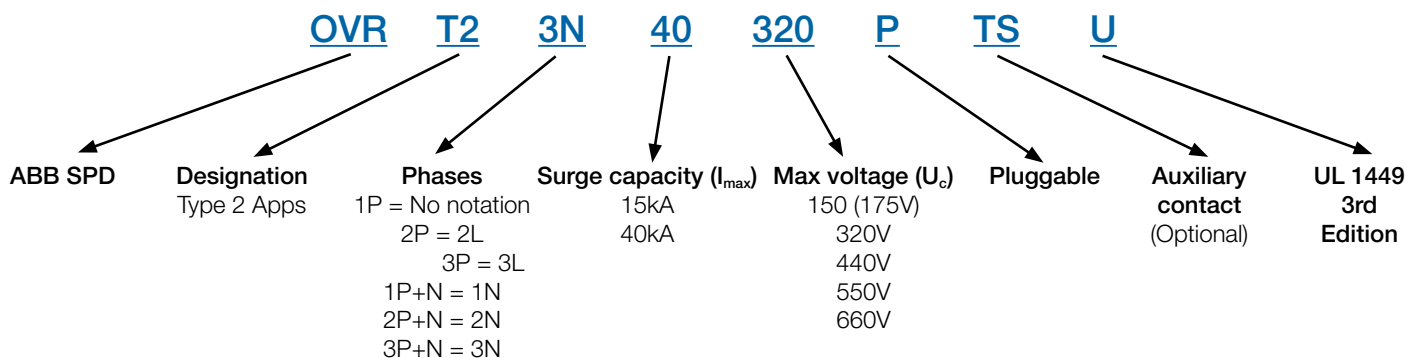 OVR T2 3N 40 320 P TS U
ABB SPD
Designation
Type 2 Apps
Phases
1P = No notation
2P = 2L
3P = 3L
1P+N = 1N
2P+N = 2N
3P+N = 3N
Surge capacity (Imax)
15kA
40kA
Max voltage (Uc)
150 (175V)
320V
440V
550V
660V
Pluggable
Auxiliary
contact
(Optional)
UL 1449
3rd
Edition